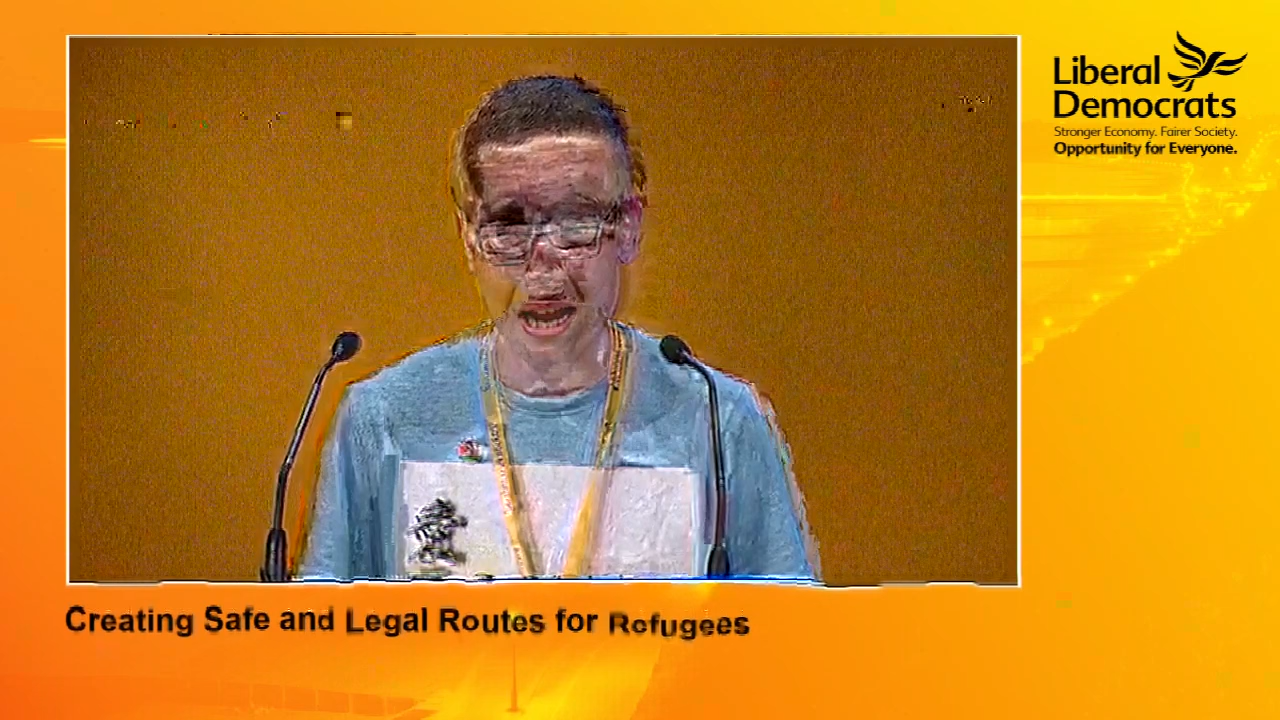 Liberal
Democrats
Stronger Economy. Fairer Society.
Opportunity for Everyone.
Creating Safe and Legal Routes for Refugees